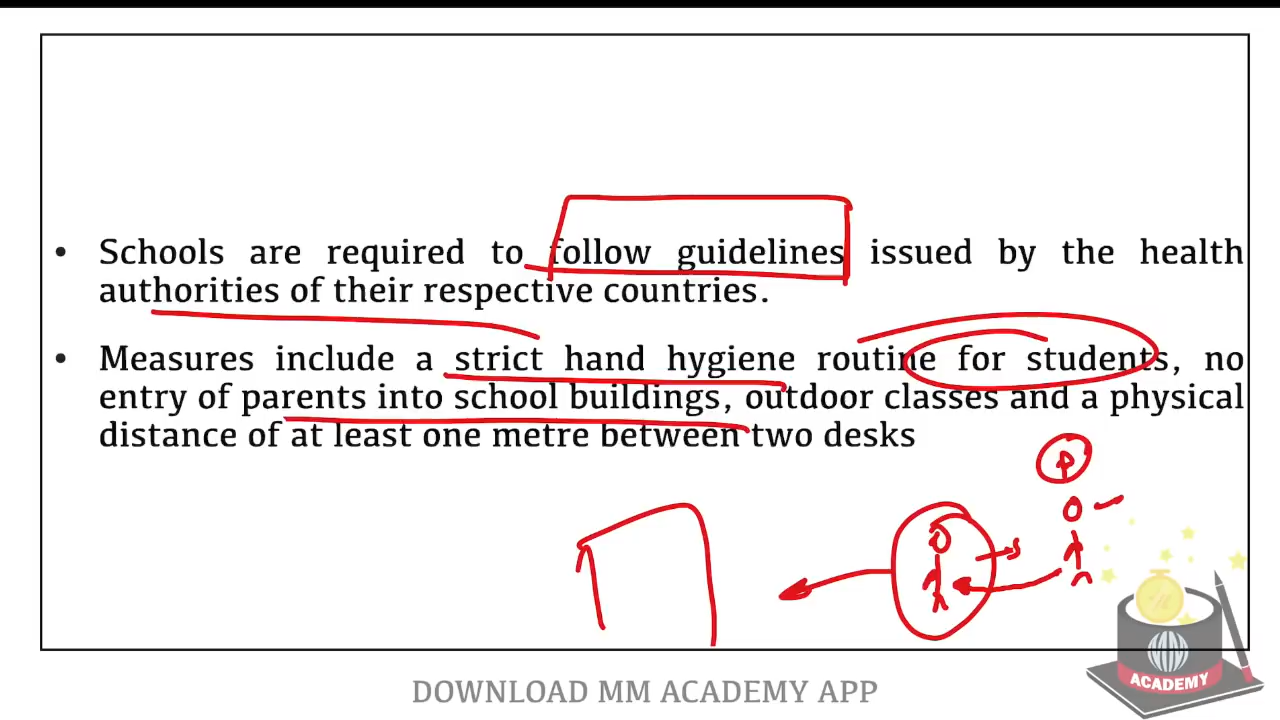 • Schools are required to follow guidelines issued by the health
authorities of their respective countries.
• Measures include a strict hand hygiene routine for students, no
entry of parents into school buildings, outdoor classes and a physical
distance of at least one metre between two desks
P
S
ACADEMY
DOWNLOAD MM ACADEMY APP